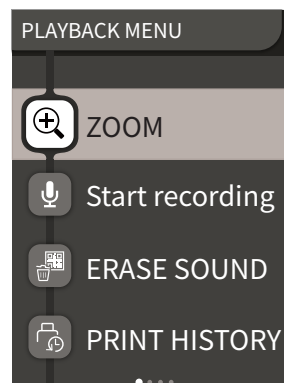 PLAYBACK MENU
ZOOM
Start recording
ERASE SOUND
PRINT HISTORY